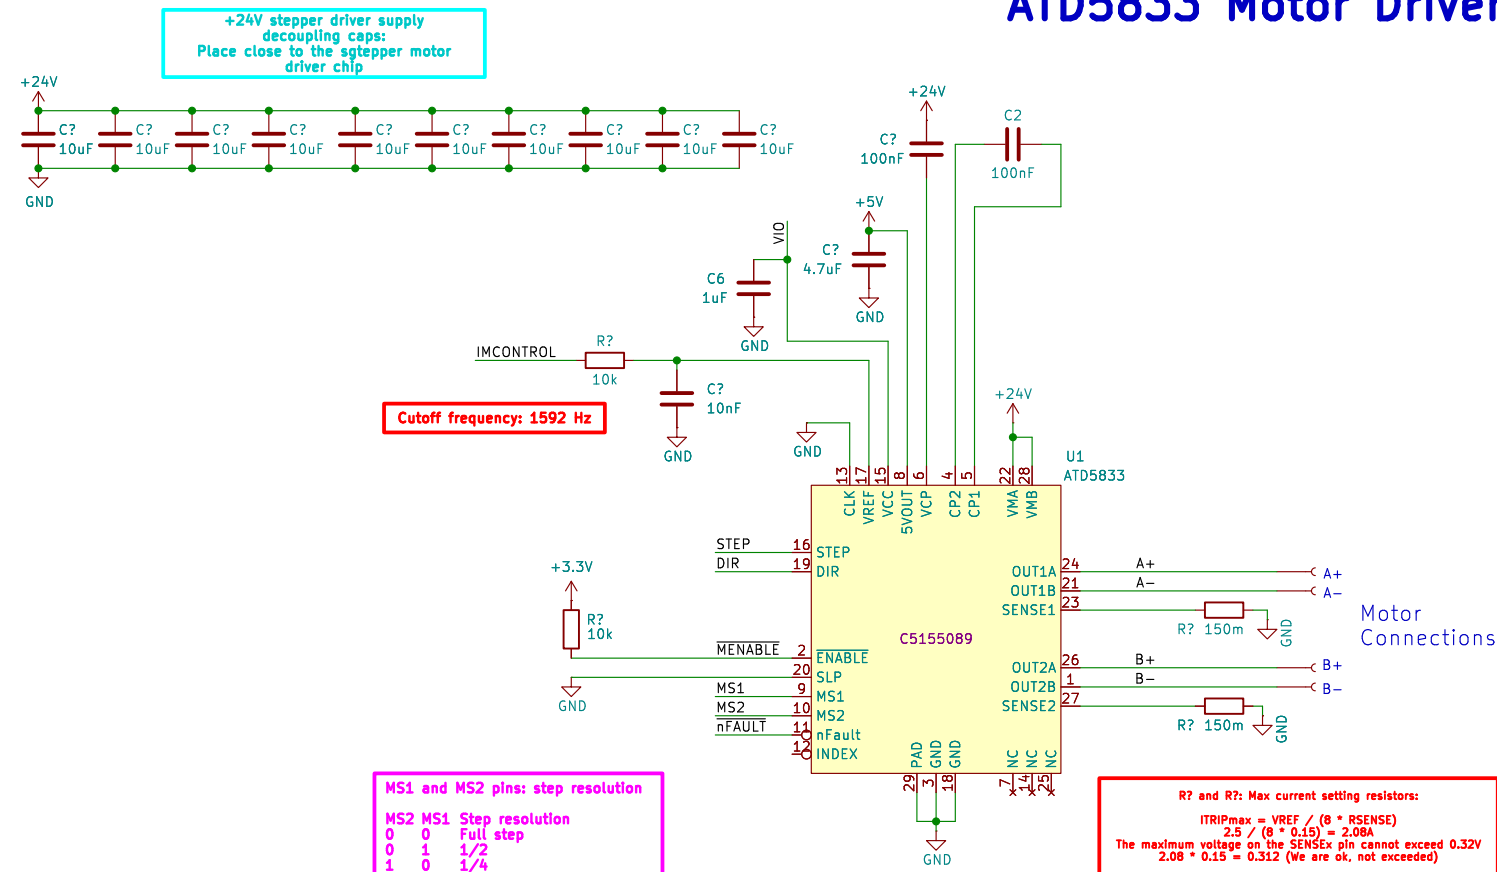 ATD5833 Motor Driver
+24V stepper driver supply
decoupling caps:
Place close to the sgtepper motor
driver chip
+24V
C?
10uF
C?
10uF
C?
10uF
C?
10uF
C?
10uF
C?
10uF
C?
10uF
C?
10uF
C?
10uF
C?
10uF
GND
+24V
C?
100nF
C2
100nF
+5V
C?
4.7uF
GND
VIO
C6
1uF
GND
IMCONTROL
R?
10k
C?
10nF
GND
Cutoff frequency: 1592 Hz
GND
+24V
U1
ATD5833
13
17
15
8
6
4
5
22
28
CLK
VREF
VCC
5VOUT
VCP
CP2
CP1
VMA
VMB
STEP
16
STEP
DIR
19
DIR
+3.3V
R?
10k
MENABLE
2
ENABLE
20
SLP
GND
MS1
9
MS1
MS2
10
MS2
nFAULT
11
nFault
12
INDEX
C5155089
OUT1A
24
A+
A+
OUT1B
21
A-
A-
SENSE1
23
R? 150m
GND
Motor
Connections
OUT2A
26
B+
B+
OUT2B
1
B-
B-
SENSE2
27
R? 150m
GND
PAD
GND
GND
NC
NC
NC
29
3
18
7
14
25
GND
MS1 and MS2 pins: step resolution
MS2 MS1 Step resolution
0 0 Full step
0 1 1/2
1 0 1/4
R? and R?: Max current setting resistors:
ITRIPmax = VREF / (8 * RSENSE)
2.5 / (8 * 0.15) = 2.08A
The maximum voltage on the SENSEx pin cannot exceed 0.32V
2.08 * 0.15 = 0.312 (We are ok, not exceeded)